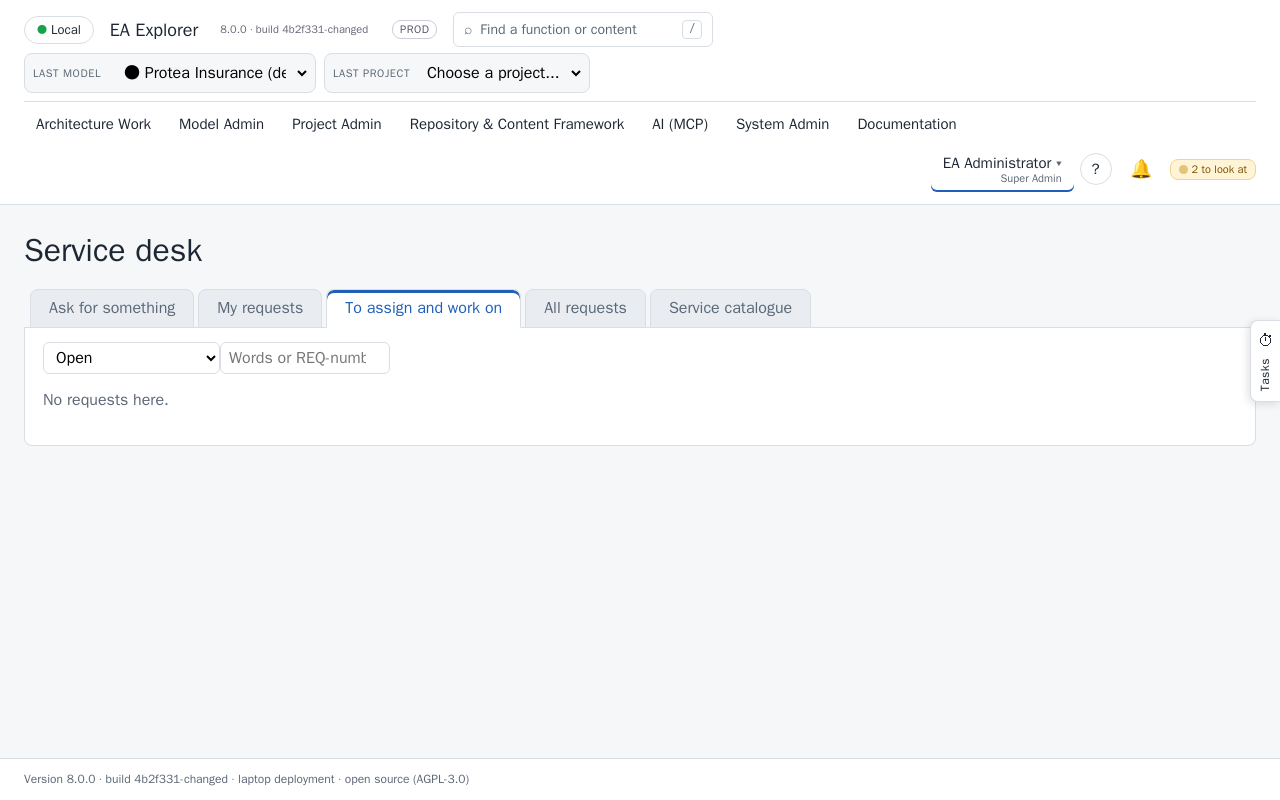 Local
EA Explorer
8.0.0 · build 4b2f331-changed
PROD
Find a function or content
/
LAST MODEL
Protea Insurance (de
LAST PROJECT
Choose a project...
Architecture Work
Model Admin
Project Admin
Repository & Content Framework
AI (MCP)
System Admin
Documentation
EA Administrator
Super Admin
?
2 to look at
Service desk
Ask for something
My requests
To assign and work on
All requests
Service catalogue
Open
Words or REQ-numb
No requests here.
Tasks
Version 8.0.0 · build 4b2f331-changed · laptop deployment · open source (AGPL-3.0)